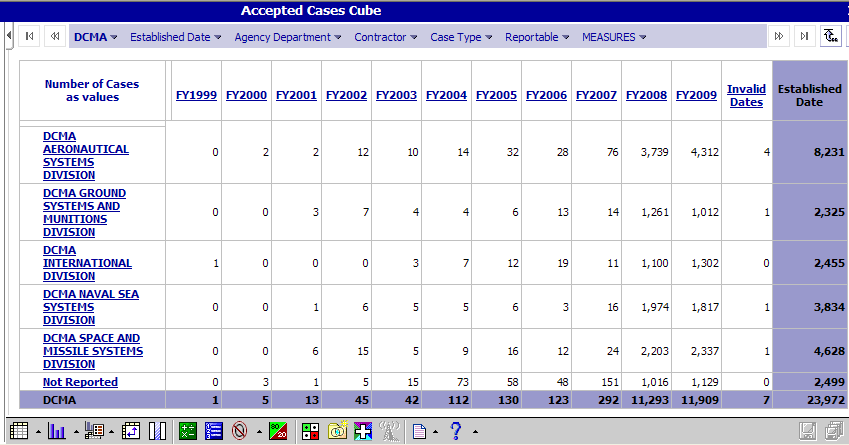 Accepted Cases Cube
DCMA Established Date Agency Department Contractor Case Type Reportable MEASURES
Number of Cases as values FY1999 FY2000 FY2001 FY2002 FY2003 FY2004 FY2005 FY2006 FY2007 FY2008 FY2009 Invalid Dates Established Date
DCMA AERONAUTICAL SYSTEMS DIVISION 0 2 2 12 10 14 32 28 76 3,739 4,312 4 8,231
DCMA GROUND SYSTEMS AND MUNITIONS DIVISION 0 0 3 7 4 4 6 13 14 1,261 1,012 1 2,325
DCMA INTERNATIONAL DIVISION 1 0 0 0 3 7 12 19 11 1,100 1,302 0 2,455
DCMA NAVAL SEA SYSTEMS DIVISION 0 0 1 6 5 5 6 3 16 1,974 1,817 1 3,834
DCMA SPACE AND MISSILE SYSTEMS DIVISION 0 0 6 15 5 9 16 12 24 2,203 2,337 1 4,628
Not Reported 0 3 1 5 15 73 58 48 151 1,016 1,129 0 2,499
DCMA 1 5 13 45 42 112 130 123 292 11,293 11,909 7 23,972
80
20